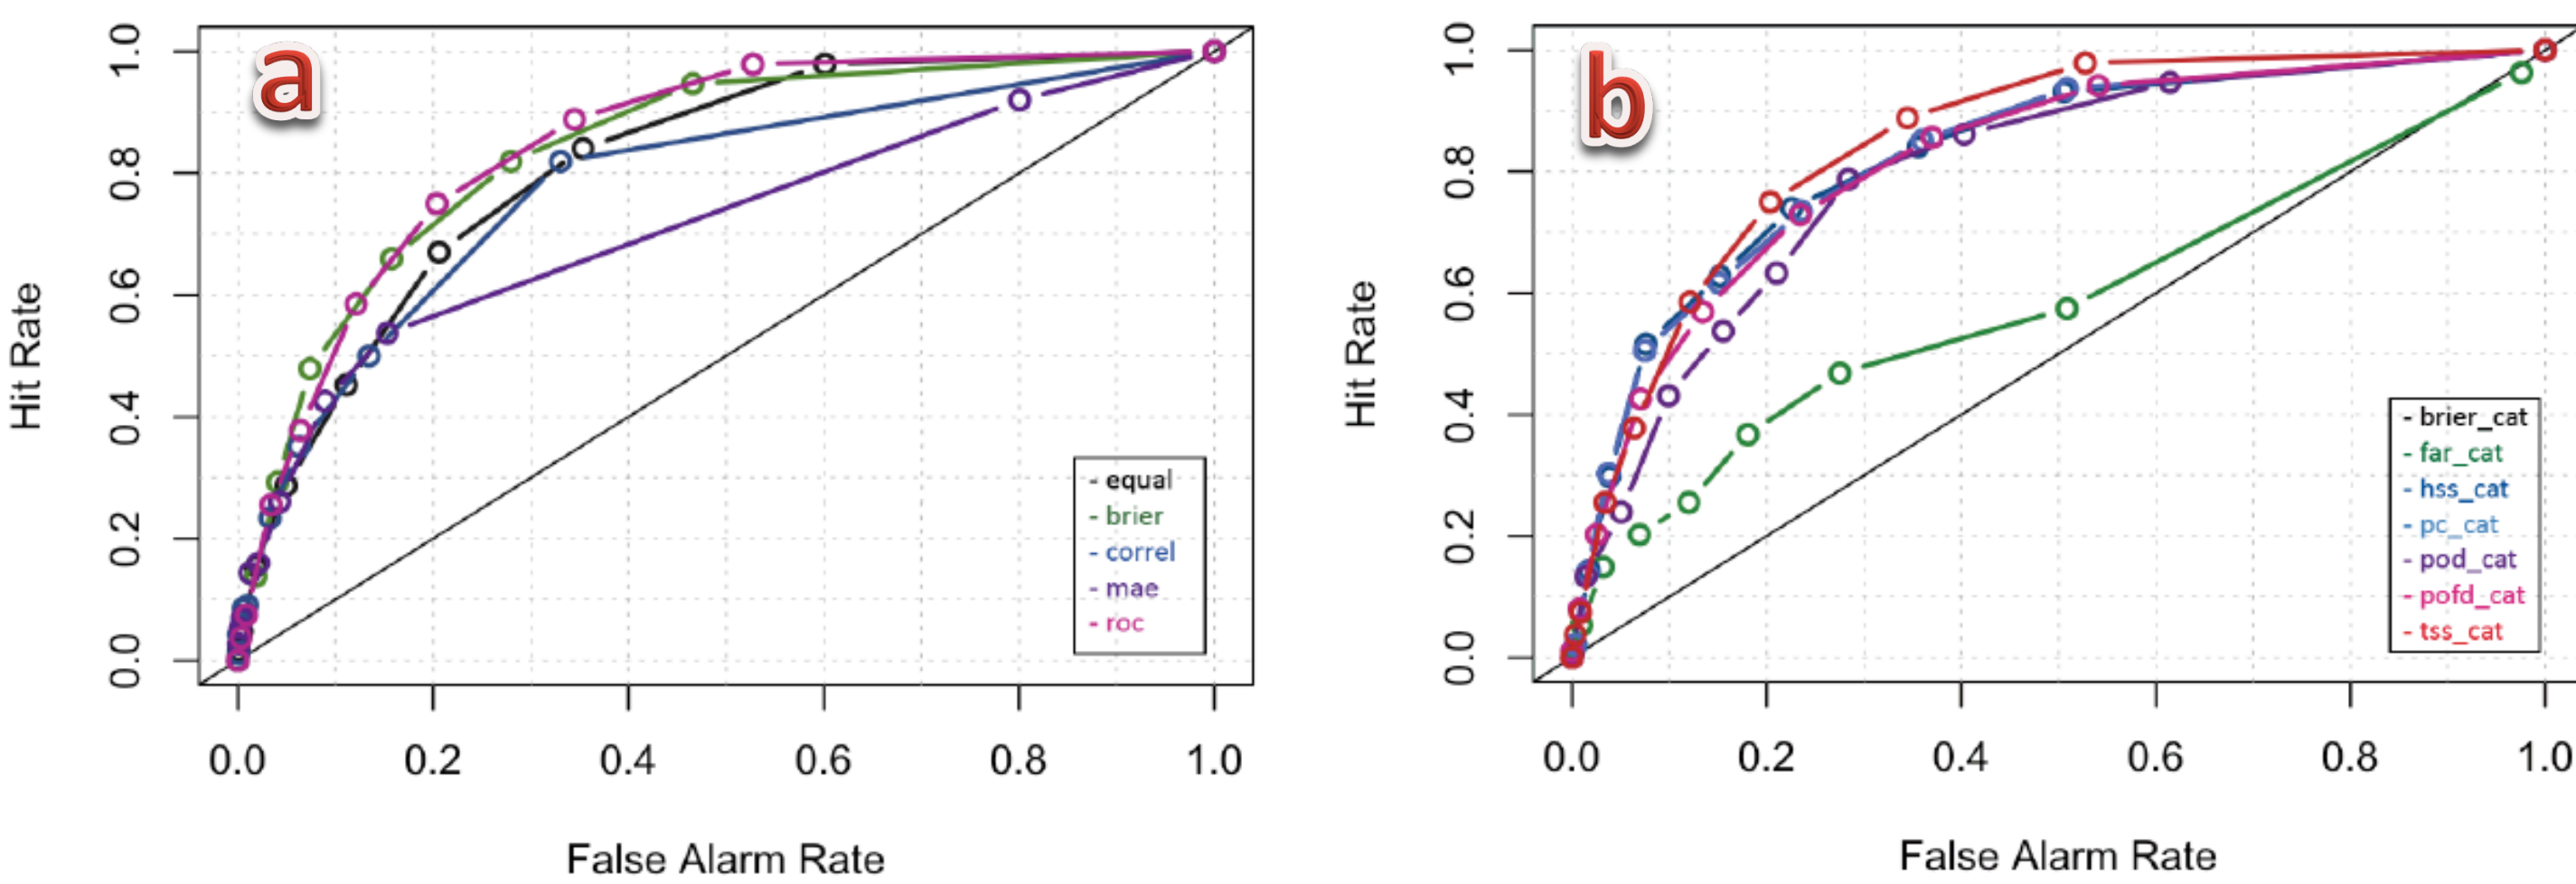 a
1.0
0.8
0.6
0.4
0.2
0.0
Hit Rate
- equal
- brier
- correl
- mae
- roc
0.0 0.2 0.4 0.6 0.8 1.0
False Alarm Rate
b
1.0
0.8
0.6
0.4
0.2
0.0
Hit Rate
- brier_cat
- far_cat
- hss_cat
- pc_cat
- pod_cat
- pofd_cat
- tss_cat
0.0 0.2 0.4 0.6 0.8 1.0
False Alarm Rate